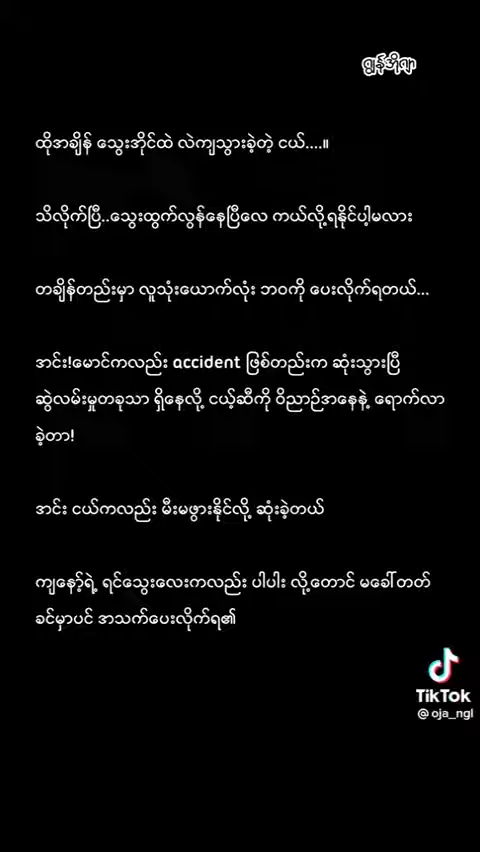 ဂျွန်အိုဇာ
ထိုအချိန် သွေးအိုင်ထဲ လဲကျသွားခဲ့တဲ့ ငယ်....။
သိလိုက်ပြီ..သွေးထွက်လွန်နေပြီလေ ကယ်လို့ရနိုင်ပါ့မလား
တချိန်တည်းမှာ လူသုံးယောက်လုံး ဘဝကို ပေးလိုက်ရတယ်...
အင်း!မောင်ကလည်း accident ဖြစ်တည်းက ဆုံးသွားပြီ
ဆွဲလမ်းမှုတခုသာ ရှိနေလို့ ငယ့်ဆီကို ဝိညာဉ်အနေနဲ့ ရောက်လာ
ခဲ့တာ!
အင်း ငယ်ကလည်း မီးမဖွားနိုင်လို့ ဆုံးခဲ့တယ်
ကျနော့်ရဲ့ ရင်သွေးလေးကလည်း ပါပါး လို့တောင် မခေါ်တတ်
ခင်မှာပင် အသက်ပေးလိုက်ရ၏
TikTok
@oja_ngl